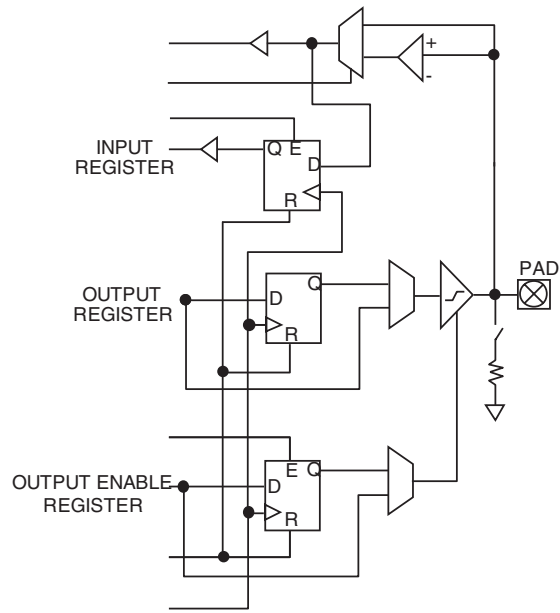 +
-
Q E
INPUT
REGISTER
D
R
PAD
OUTPUT
REGISTER
Q
D
R
E Q
OUTPUT ENABLE
REGISTER
D
R